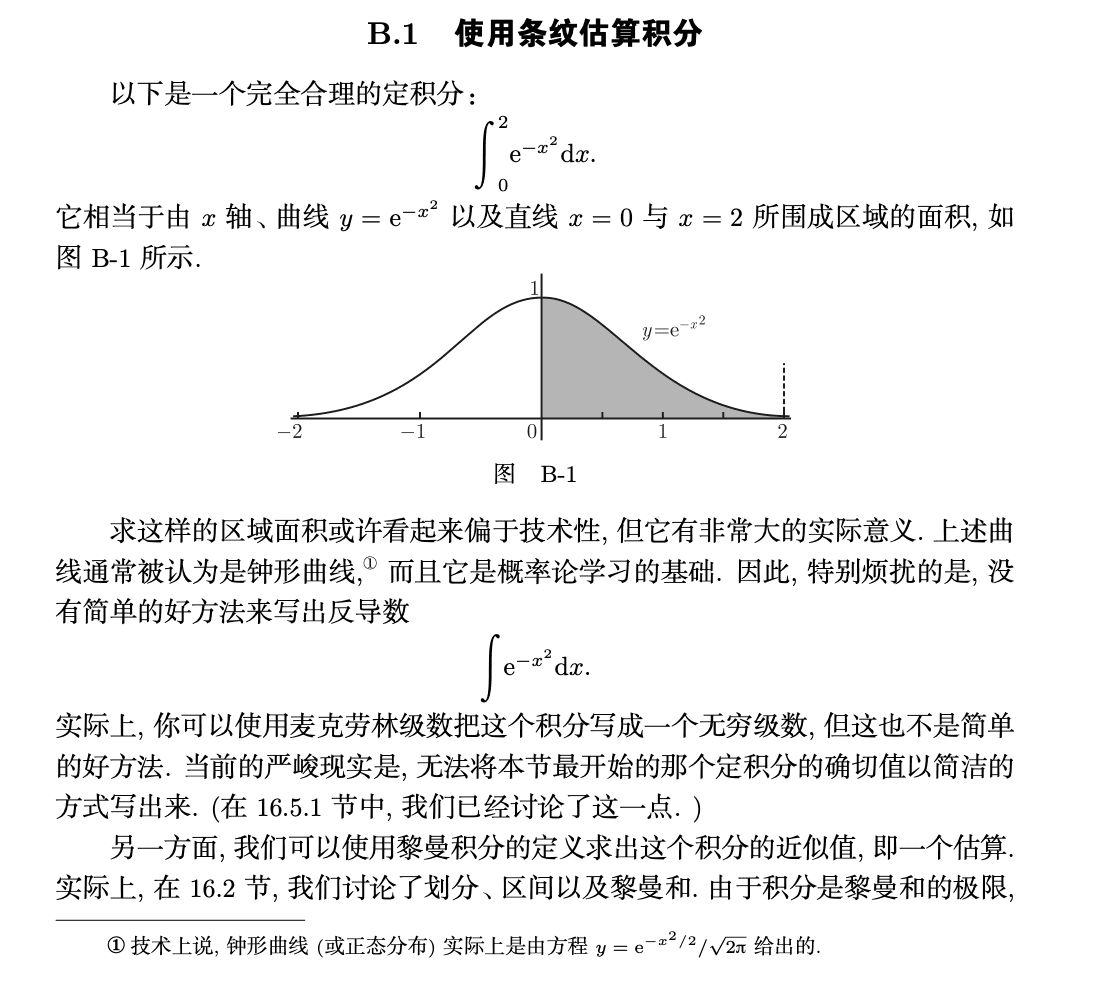 B.1 使用条纹估算积分
以下是一个完全合理的定积分:
∫₀² e^{-x²} dx.
它相当于由 x 轴、曲线 y = e^{-x²} 以及直线 x = 0 与 x = 2 所围成区域的面积, 如
图 B-1 所示.
1
y=e^{-x²}
−2 −1 0 1 2
图 B-1
求这样的区域面积或许看起来偏于技术性, 但它有非常大的实际意义. 上述曲
线通常被认为是钟形曲线,① 而且它是概率论学习的基础. 因此, 特别烦扰的是, 没
有简单的好方法来写出反导数
∫ e^{-x²} dx.
实际上, 你可以使用麦克劳林级数把这个积分写成一个无穷级数, 但这也不是简单
的好方法. 当前的严峻现实是, 无法将本节最开始的那个定积分的确切值以简洁的
方式写出来. (在 16.5.1 节中, 我们已经讨论了这一点. )
另一方面, 我们可以使用黎曼积分的定义求出这个积分的近似值, 即一个估算.
实际上, 在 16.2 节, 我们讨论了划分、区间以及黎曼和. 由于积分是黎曼和的极限,
① 技术上说, 钟形曲线 (或正态分布) 实际上是由方程 y = e^{-x²/2}/√2π 给出的.